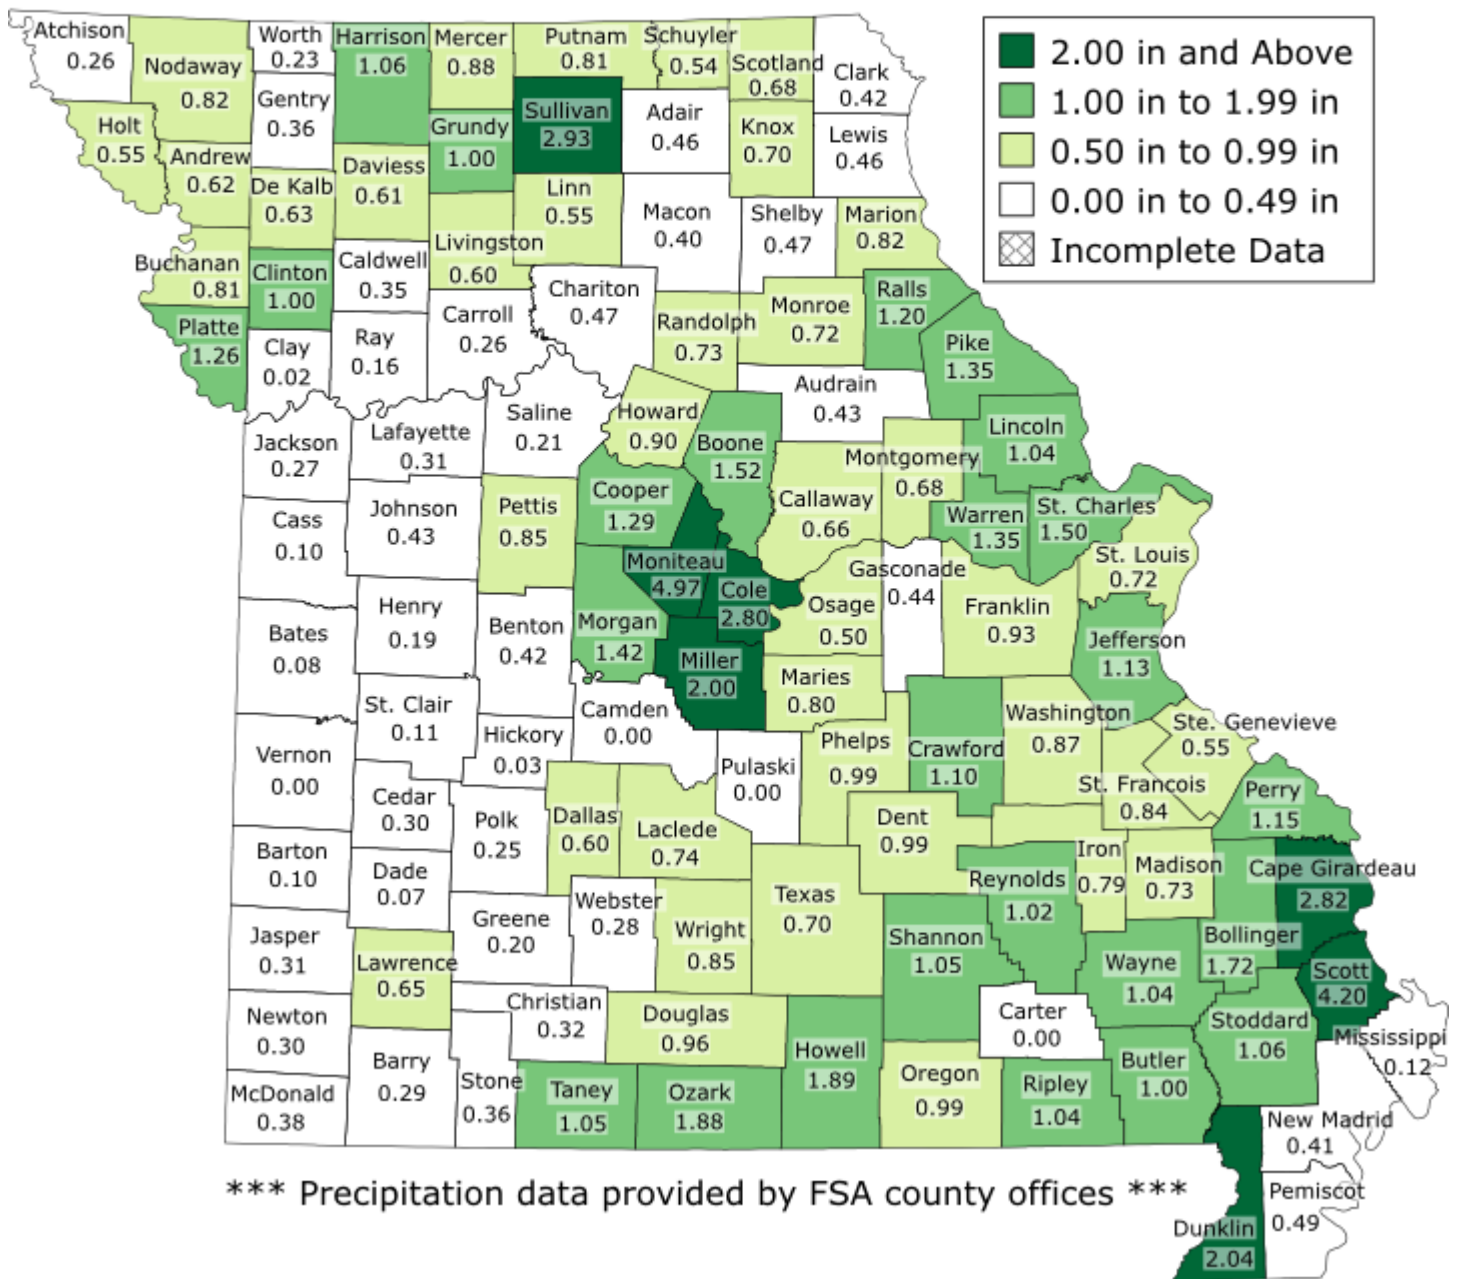 Atchison
0.26
Nodaway
0.82
Worth
0.23
Harrison
1.06
Mercer
0.88
Putnam
0.81
Schuyler
0.54
Scotland
0.68
Clark
0.42
2.00 in and Above
1.00 in to 1.99 in
0.50 in to 0.99 in
0.00 in to 0.49 in
Incomplete Data
Gentry
0.36
Holt
0.55
Andrew
0.62
De Kalb
0.63
Daviess
0.61
Grundy
1.00
Sullivan
2.93
Adair
0.46
Knox
0.70
Lewis
0.46
Linn
0.55
Macon
0.40
Shelby
0.47
Marion
0.82
Buchanan
0.81
Clinton
1.00
Caldwell
0.35
Livingston
0.60
Chariton
0.47
Randolph
0.73
Monroe
0.72
Ralls
1.20
Pike
1.35
Platte
1.26
Clay
0.02
Ray
0.16
Carroll
0.26
Audrain
0.43
Jackson
0.27
Lafayette
0.31
Saline
0.21
Howard
0.90
Boone
1.52
Lincoln
1.04
Montgomery
0.68
Cass
0.10
Johnson
0.43
Pettis
0.85
Cooper
1.29
Callaway
0.66
Warren
1.35
St. Charles
1.50
St. Louis
0.72
Moniteau
4.97
Cole
2.80
Osage
0.50
Gasconade
0.44
Franklin
0.93
Jefferson
1.13
Bates
0.08
Henry
0.19
Benton
0.42
Morgan
1.42
Miller
2.00
Maries
0.80
St. Clair
0.11
Hickory
0.03
Camden
0.00
Pulaski
0.00
Phelps
0.99
Crawford
1.10
Washington
0.87
Ste. Genevieve
0.55
St. Francois
0.84
Perry
1.15
Vernon
0.00
Cedar
0.30
Polk
0.25
Dallas
0.60
Laclede
0.74
Dent
0.99
Iron
0.79
Madison
0.73
Cape Girardeau
2.82
Barton
0.10
Dade
0.07
Greene
0.20
Webster
0.28
Wright
0.85
Texas
0.70
Reynolds
1.02
Shannon
1.05
Wayne
1.04
Bollinger
1.72
Scott
4.20
Jasper
0.31
Lawrence
0.65
Christian
0.32
Douglas
0.96
Howell
1.89
Carter
0.00
Stoddard
1.06
Mississippi
0.12
Newton
0.30
Barry
0.29
Stone
0.36
Taney
1.05
Ozark
1.88
Oregon
0.99
Ripley
1.04
Butler
1.00
McDonald
0.38
New Madrid
0.41
Pemiscot
0.49
Dunklin
2.04
*** Precipitation data provided by FSA county offices ***